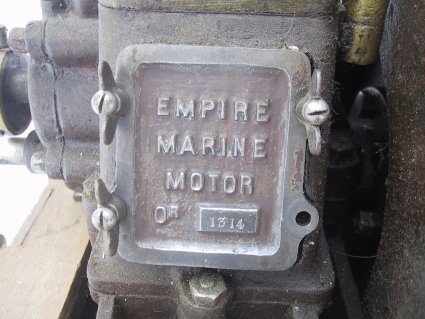 EMPIRE
MARINE
MOTOR
OR 1314